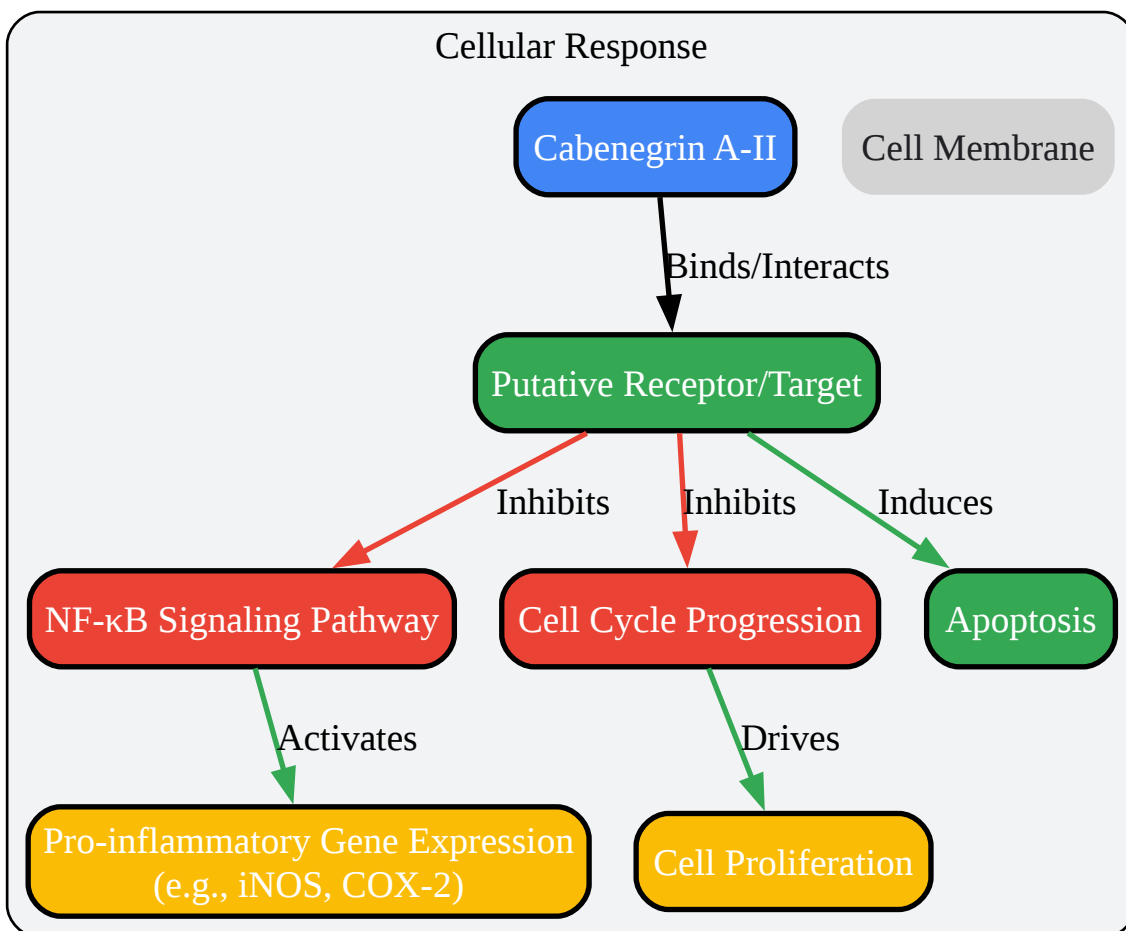 Cellular Response
Cabenegrin A-II
Cell Membrane
Binds/Interacts
Putative Receptor/Target
Inhibits
Inhibits
Induces
NF-κB Signaling Pathway
Cell Cycle Progression
Apoptosis
Activates
Drives
Pro-inflammatory Gene Expression
(e.g., iNOS, COX-2)
Cell Proliferation